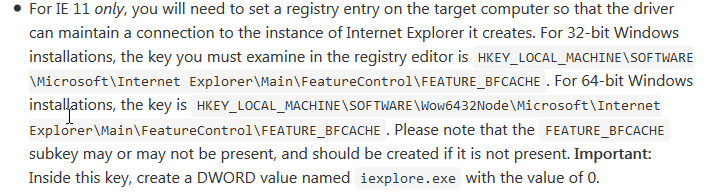 • For IE 11 only, you will need to set a registry entry on the target computer so that the driver
can maintain a connection to the instance of Internet Explorer it creates. For 32-bit Windows
installations, the key you must examine in the registry editor is HKEY_LOCAL_MACHINE\SOFTWARE
\Microsoft\Internet Explorer\Main\FeatureControl\FEATURE_BFCACHE . For 64-bit Windows
installations, the key is HKEY_LOCAL_MACHINE\SOFTWARE\Wow6432Node\Microsoft\Internet
Explorer\Main\FeatureControl\FEATURE_BFCACHE . Please note that the FEATURE_BFCACHE
subkey may or may not be present, and should be created if it is not present. Important:
Inside this key, create a DWORD value named iexplore.exe with the value of 0.